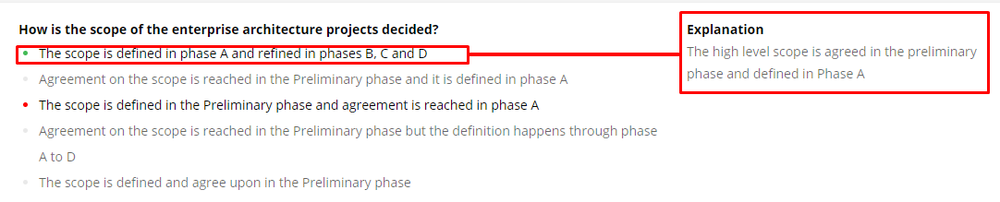 How is the scope of the enterprise architecture projects decided?
The scope is defined in phase A and refined in phases B, C and D
Agreement on the scope is reached in the Preliminary phase and it is defined in phase A
The scope is defined in the Preliminary phase and agreement is reached in phase A
Agreement on the scope is reached in the Preliminary phase but the definition happens through phase
A to D
The scope is defined and agree upon in the Preliminary phase
Explanation
The high level scope is agreed in the preliminary
phase and defined in Phase A